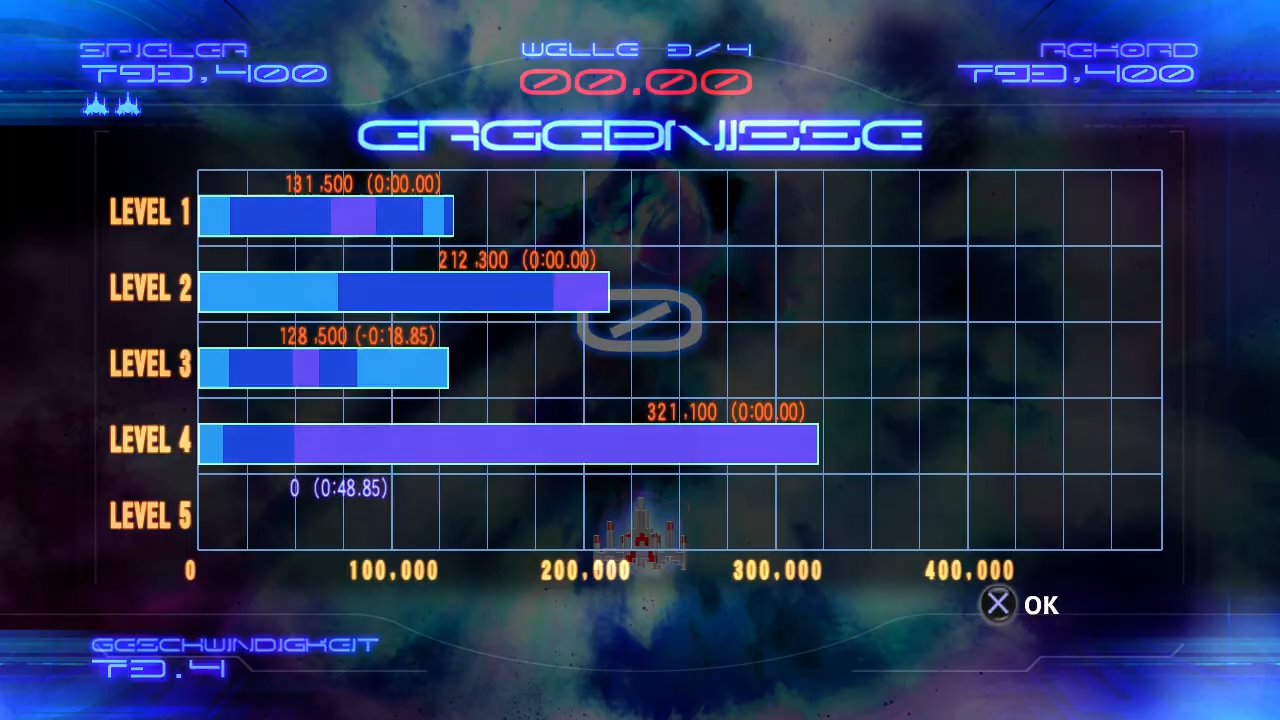 SPIELER
793,400
WELLE 3/4
00.00
REKORD
793,400
ERGEBNISSE
131,500 (0:00.00)
LEVEL 1
212,300 (0:00.00)
LEVEL 2
0
128,500 (-0:18.85)
LEVEL 3
321,100 (0:00.00)
LEVEL 4
0 (0:48.85)
LEVEL 5
0 100,000 200,000 300,000 400,000
OK
GESCHWINDIGKEIT
73.4